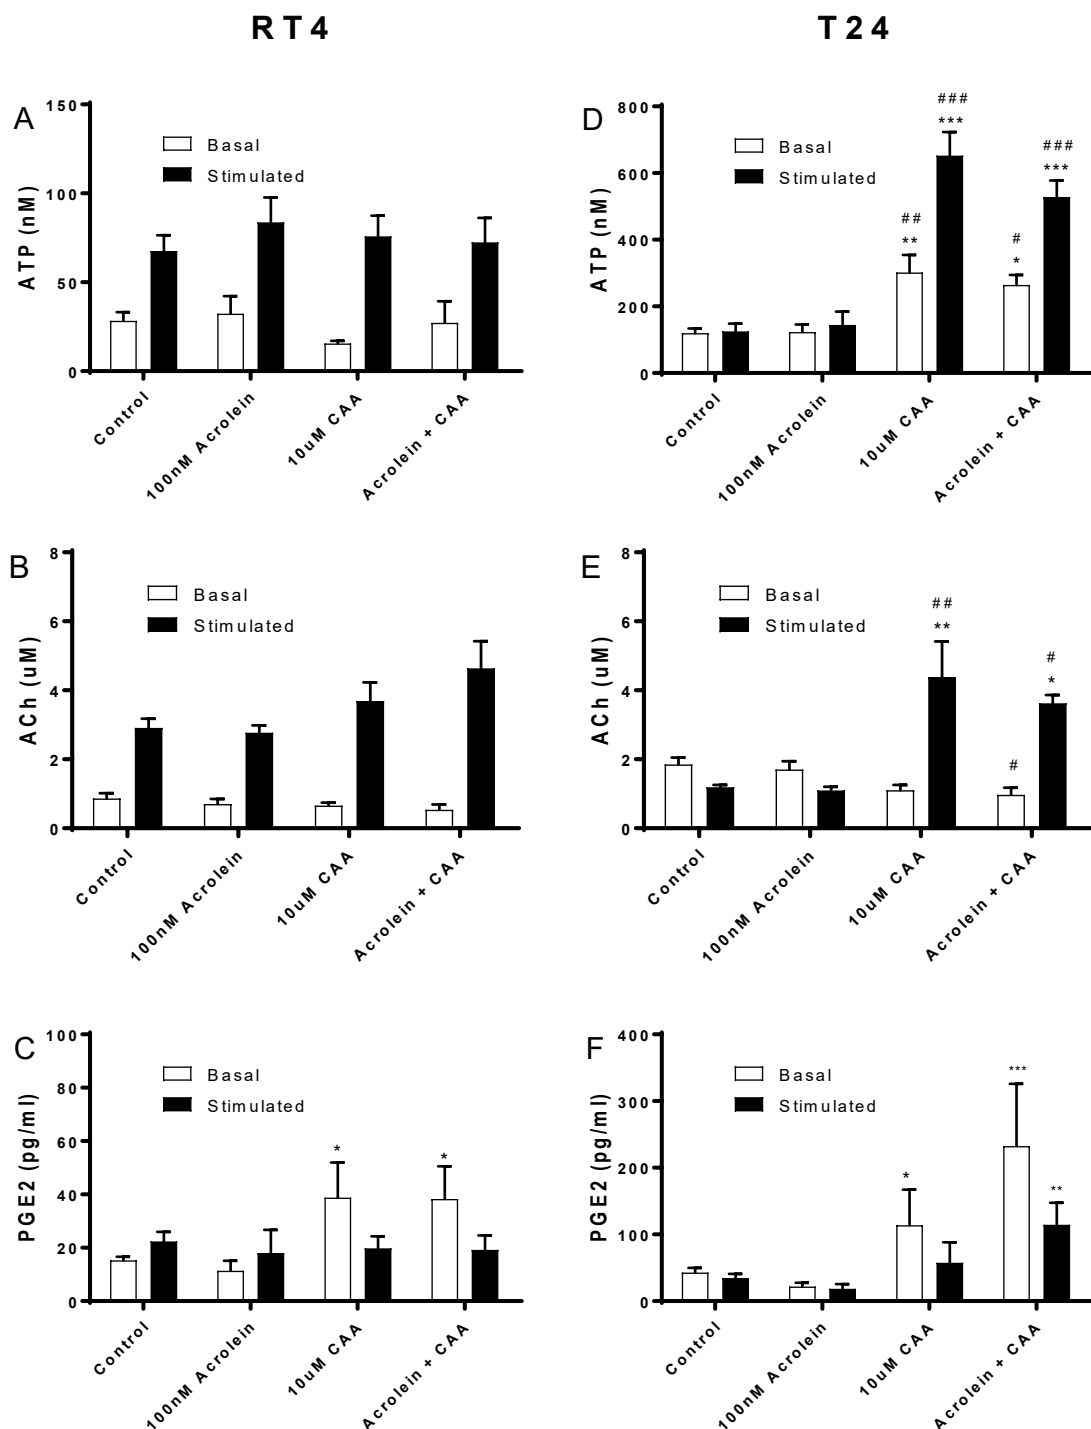 RT4
T24
A
ATP (nM)
150
100
50
0
Basal
Stimulated
Control
100nM Acrolein
10uM CAA
Acrolein + CAA
D
ATP (nM)
800
600
400
200
0
Basal
Stimulated
##
**
###
***
#
*
###
***
Control
100nM Acrolein
10uM CAA
Acrolein + CAA
B
ACh (uM)
8
6
4
2
0
Basal
Stimulated
Control
100nM Acrolein
10uM CAA
Acrolein + CAA
E
ACh (uM)
8
6
4
2
0
Basal
Stimulated
##
**
#
#
*
Control
100nM Acrolein
10uM CAA
Acrolein + CAA
C
PGE2 (pg/ml)
100
80
60
40
20
0
Basal
Stimulated
*
*
Control
100nM Acrolein
10uM CAA
Acrolein + CAA
F
PGE2 (pg/ml)
400
300
200
100
0
Basal
Stimulated
*
***
**
Control
100nM Acrolein
10uM CAA
Acrolein + CAA